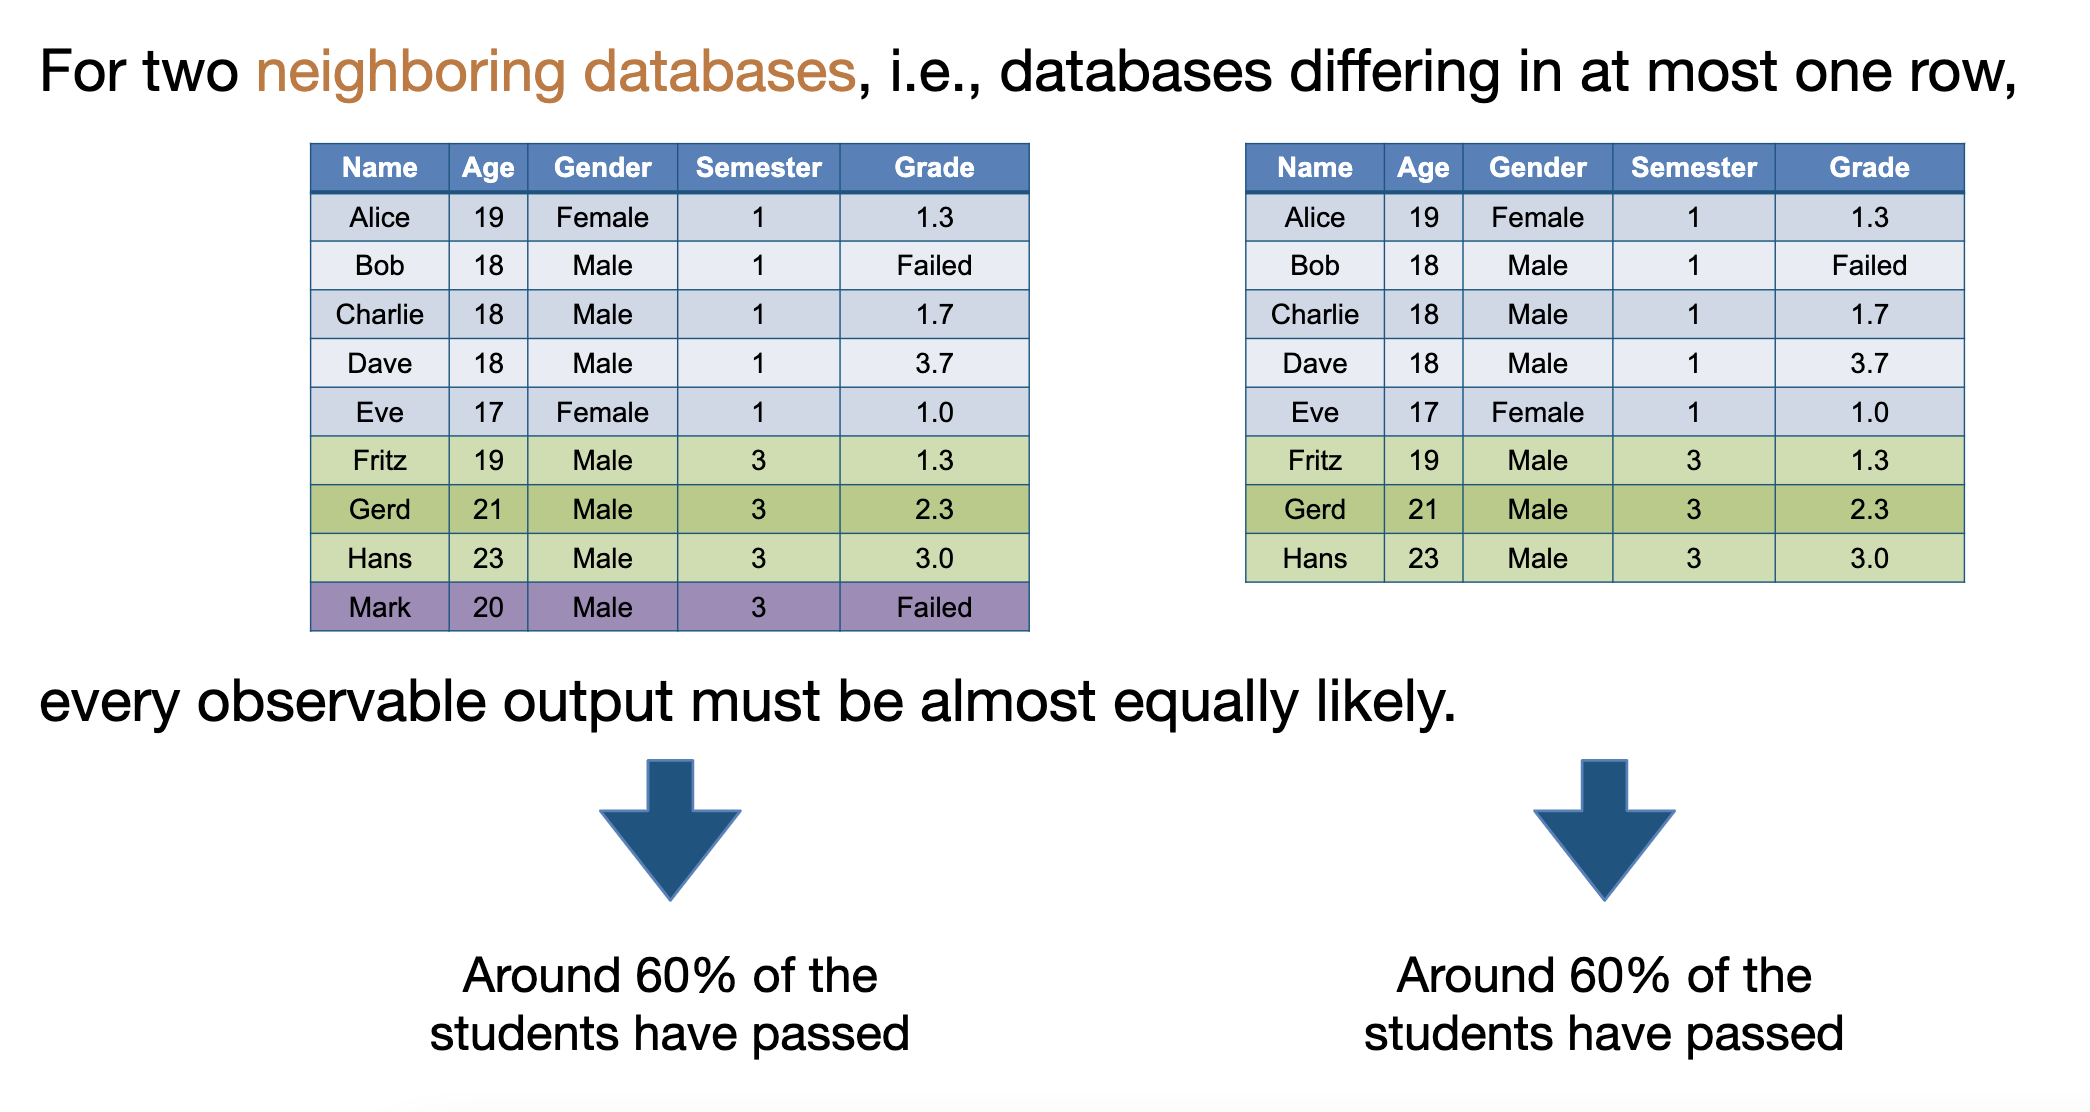 For two neighboring databases, i.e., databases differing in at most one row,
Name Age Gender Semester Grade
Alice 19 Female 1 1.3
Bob 18 Male 1 Failed
Charlie 18 Male 1 1.7
Dave 18 Male 1 3.7
Eve 17 Female 1 1.0
Fritz 19 Male 3 1.3
Gerd 21 Male 3 2.3
Hans 23 Male 3 3.0
Mark 20 Male 3 Failed
Name Age Gender Semester Grade
Alice 19 Female 1 1.3
Bob 18 Male 1 Failed
Charlie 18 Male 1 1.7
Dave 18 Male 1 3.7
Eve 17 Female 1 1.0
Fritz 19 Male 3 1.3
Gerd 21 Male 3 2.3
Hans 23 Male 3 3.0
every observable output must be almost equally likely.
Around 60% of the
students have passed
Around 60% of the
students have passed